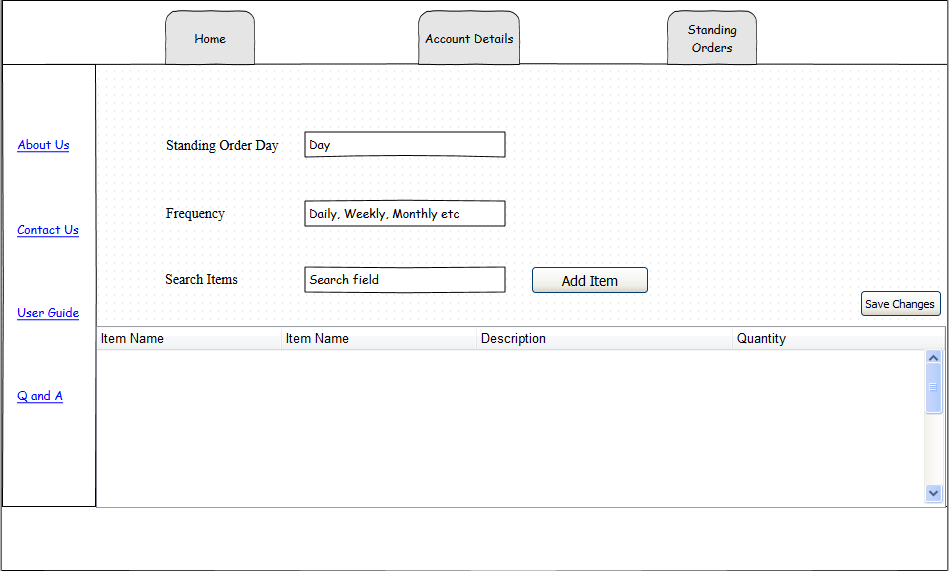 Home
Account Details
Standing
Orders
About Us
Contact Us
User Guide
Q and A
Standing Order Day
Day
Frequency
Daily, Weekly, Monthly etc
Search Items
Search field
Add Item
Save Changes
Item Name
Item Name
Description
Quantity